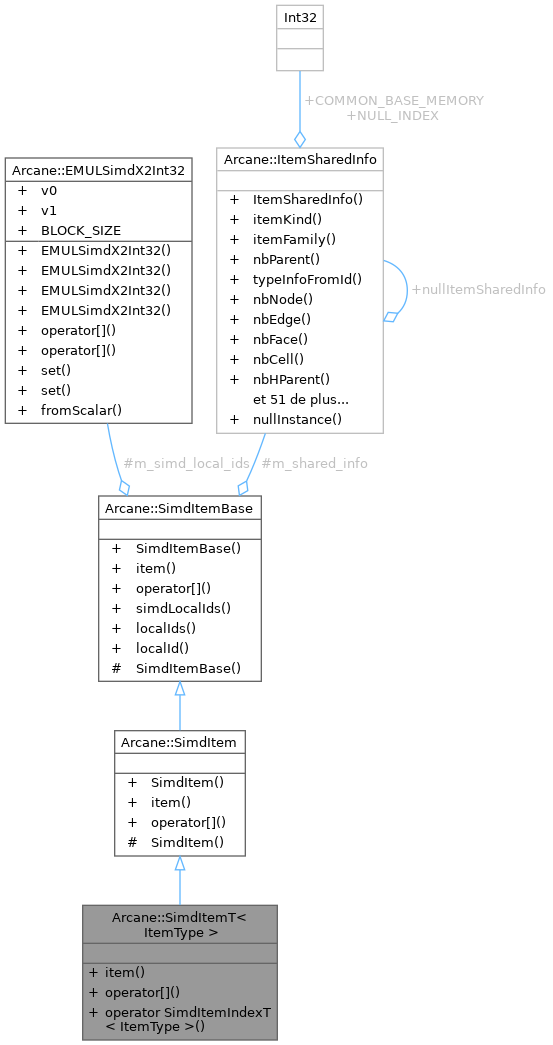 Int32
+COMMON_BASE_MEMORY
+NULL_INDEX
Arcane::EMULSimdX2Int32
+ v0
+ v1
+ BLOCK_SIZE
+ EMULSimdX2Int32()
+ EMULSimdX2Int32()
+ EMULSimdX2Int32()
+ EMULSimdX2Int32()
+ operator[]()
+ operator[]()
+ set()
+ set()
+ fromScalar()
Arcane::ItemSharedInfo
+ ItemSharedInfo()
+ itemKind()
+ itemFamily()
+ nbParent()
+ typeInfoFromId()
+ nbNode()
+ nbEdge()
+ nbFace()
+ nbCell()
+ nbHParent()
et 51 de plus...
+ nullInstance()
+nullItemSharedInfo
#m_simd_local_ids
#m_shared_info
Arcane::SimdItemBase
+ SimdItemBase()
+ item()
+ operator[]()
+ simdLocalIds()
+ localIds()
+ localId()
# SimdItemBase()
Arcane::SimdItem
+ SimdItem()
+ item()
+ operator[]()
# SimdItem()
Arcane::SimdItemT<
ItemType >
+ item()
+ operator[]()
+ operator SimdItemIndexT
< ItemType >()